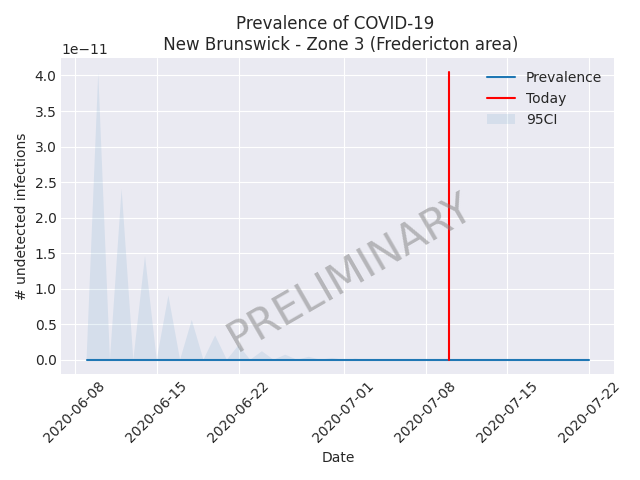 Prevalence of COVID-19
New Brunswick - Zone 3 (Fredericton area)
1e−11
4.0
3.5
3.0
2.5
2.0
1.5
1.0
0.5
0.0
# undetected infections
Prevalence
Today
95CI
PRELIMINARY
2020-06-08
2020-06-15
2020-06-22
2020-07-01
2020-07-08
2020-07-15
2020-07-22
Date